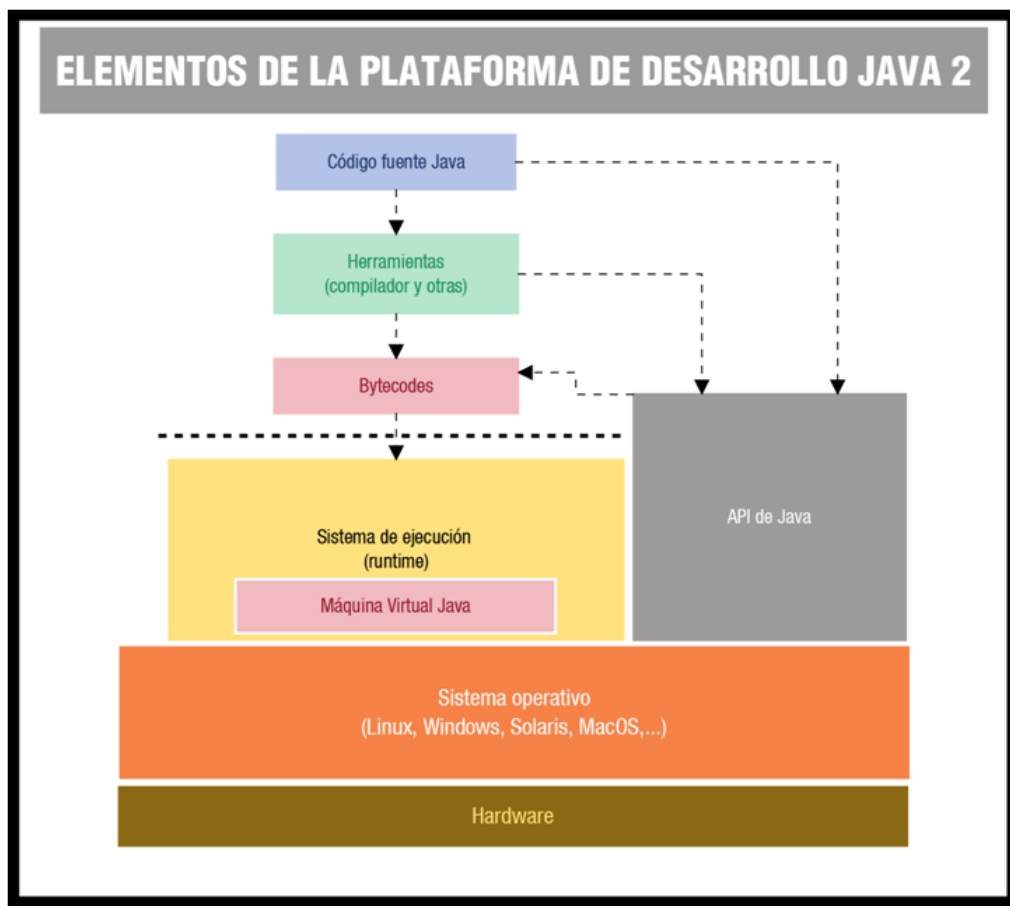 ELEMENTOS DE LA PLATAFORMA DE DESARROLLO JAVA 2
Código fuente Java
Herramientas
(compilador y otras)
Bytecodes
API de Java
Sistema de ejecución
(runtime)
Máquina Virtual Java
Sistema operativo
(Linux, Windows, Solaris, MacOS,...)
Hardware